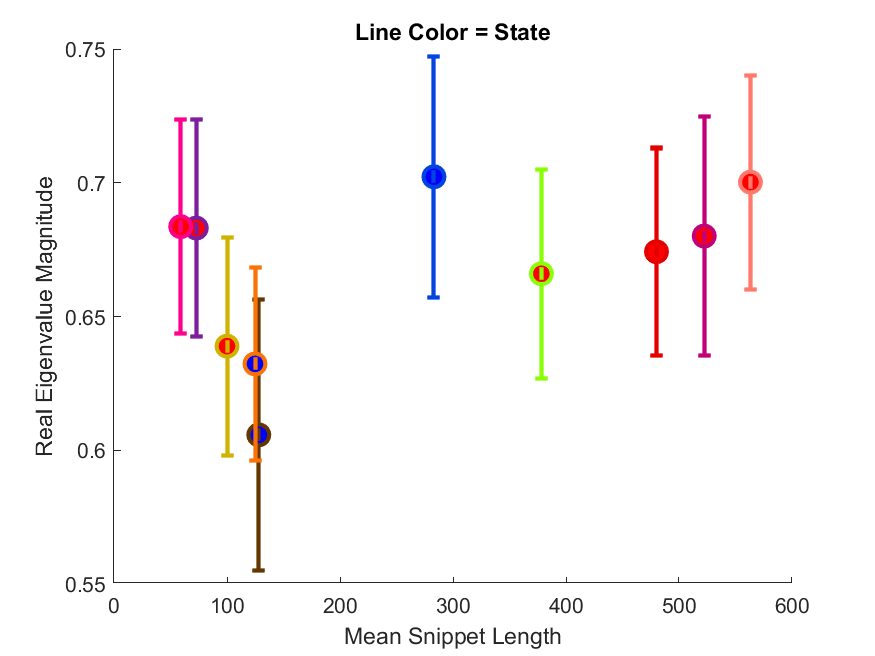 Line Color = State
0.75
0.7
0.65
0.6
0.55
Real Eigenvalue Magnitude
0 100 200 300 400 500 600
Mean Snippet Length